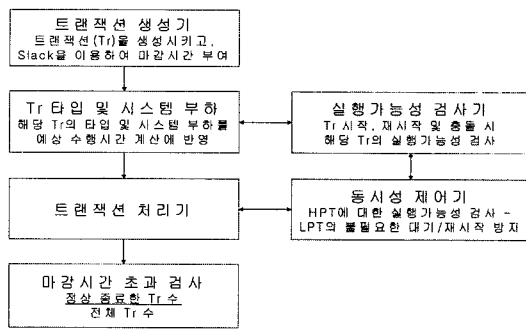 트랜잭션 생성기
트랜잭션(Tr)을 생성시키고,
Slack을 이용하여 마감시간 부여
Tr 타입 및 시스템 부하
해당 Tr의 타입 및 시스템 부하를
예상 수행시간 계산에 반영
실행가능성 검사기
Tr 시작, 재시작 및 충돌 시
해당 Tr의 실행가능성 검사
트랜잭션 처리기
동시성 제어기
HPT에 대한 실행가능성 검사 -
LPT의 불필요한 대기/재시작 방지
마감시간 초과 검사
정상 종료한 Tr 수
전체 Tr 수